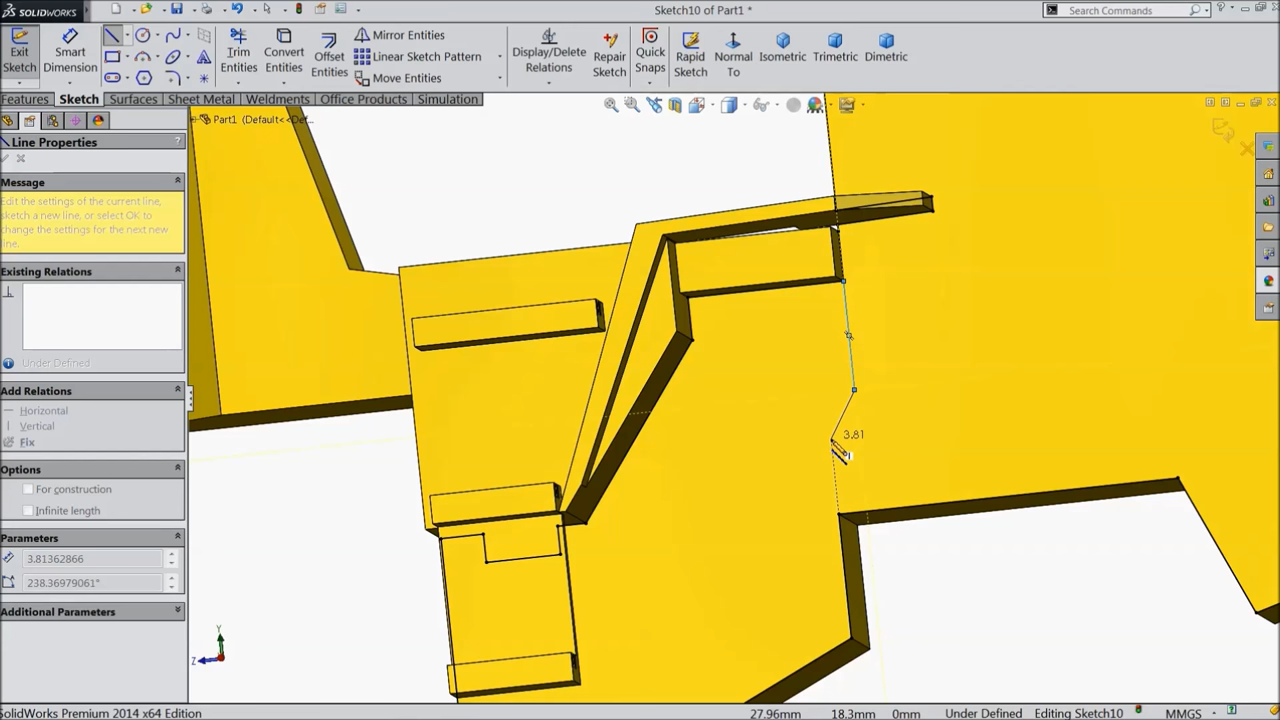 SOLIDWORKS
Sketch10 of Part1 *
Search Commands
Exit
Sketch
Smart
Dimension
Trim
Entities
Convert
Entities
Offset
Entities
Mirror Entities
Linear Sketch Pattern
Move Entities
Display/Delete
Relations
Repair
Sketch
Quick
Snaps
Rapid
Sketch
Normal
To
Isometric
Trimetric
Dimetric
Features
Sketch
Surfaces
Sheet Metal
Weldments
Office Products
Simulation
Part1 (Default<<Def...
Line Properties
?
Message
Edit the settings of the current line,
sketch a new line, or select OK to
change the settings for the next new
line.
Existing Relations
Under Defined
Add Relations
Horizontal
Vertical
Fix
Options
For construction
Infinite length
Parameters
3.81362866
238.36979061°
Additional Parameters
3.81
Y
Z
SolidWorks Premium 2014 x64 Edition
27.96mm
18.3mm
0mm
Under Defined
Editing Sketch10
MMGS